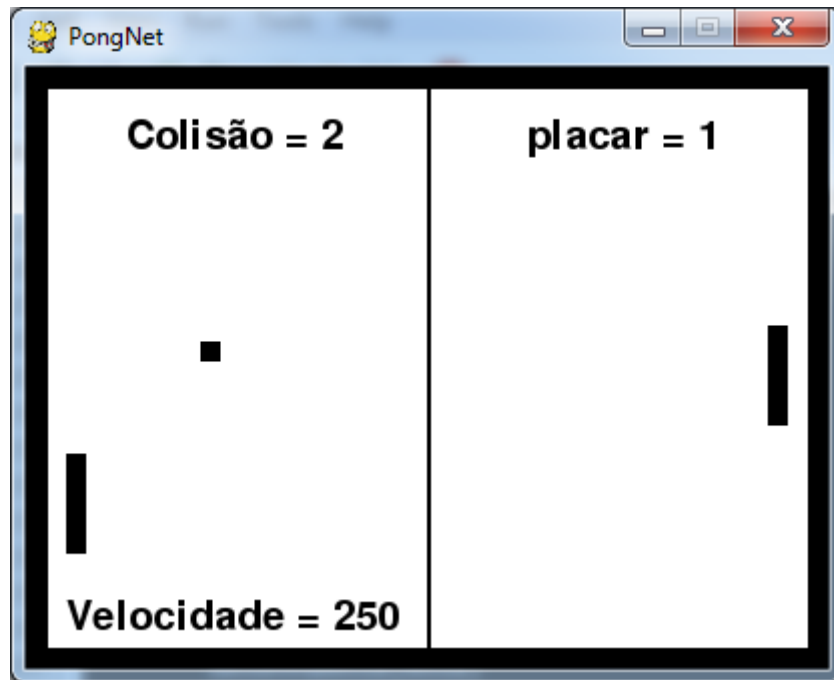 PongNet
Colisão = 2
placar = 1
Velocidade = 250